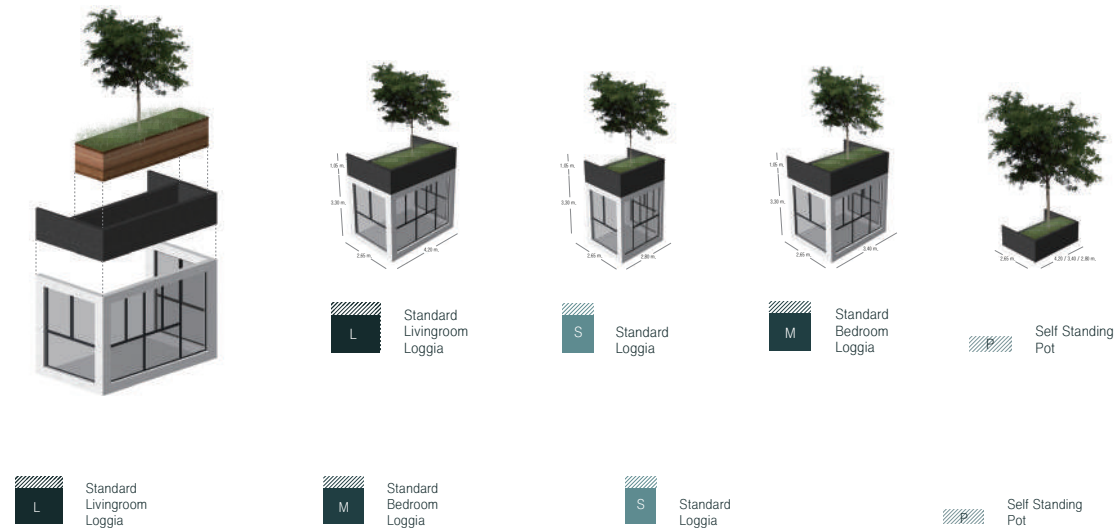 1.05 m.
3.30 m.
2.65 m.
4.20 m.
1.05 m.
3.30 m.
2.65 m.
2.80 m.
1.05 m.
3.30 m.
2.65 m.
3.40 m.
2.65 m.
4.20 / 3.40 / 2.80 m.
L
Standard
Livingroom
Loggia
S
Standard
Loggia
M
Standard
Bedroom
Loggia
P
Self Standing
Pot
L
Standard
Livingroom
Loggia
M
Standard
Bedroom
Loggia
S
Standard
Loggia
P
Self Standing
Pot